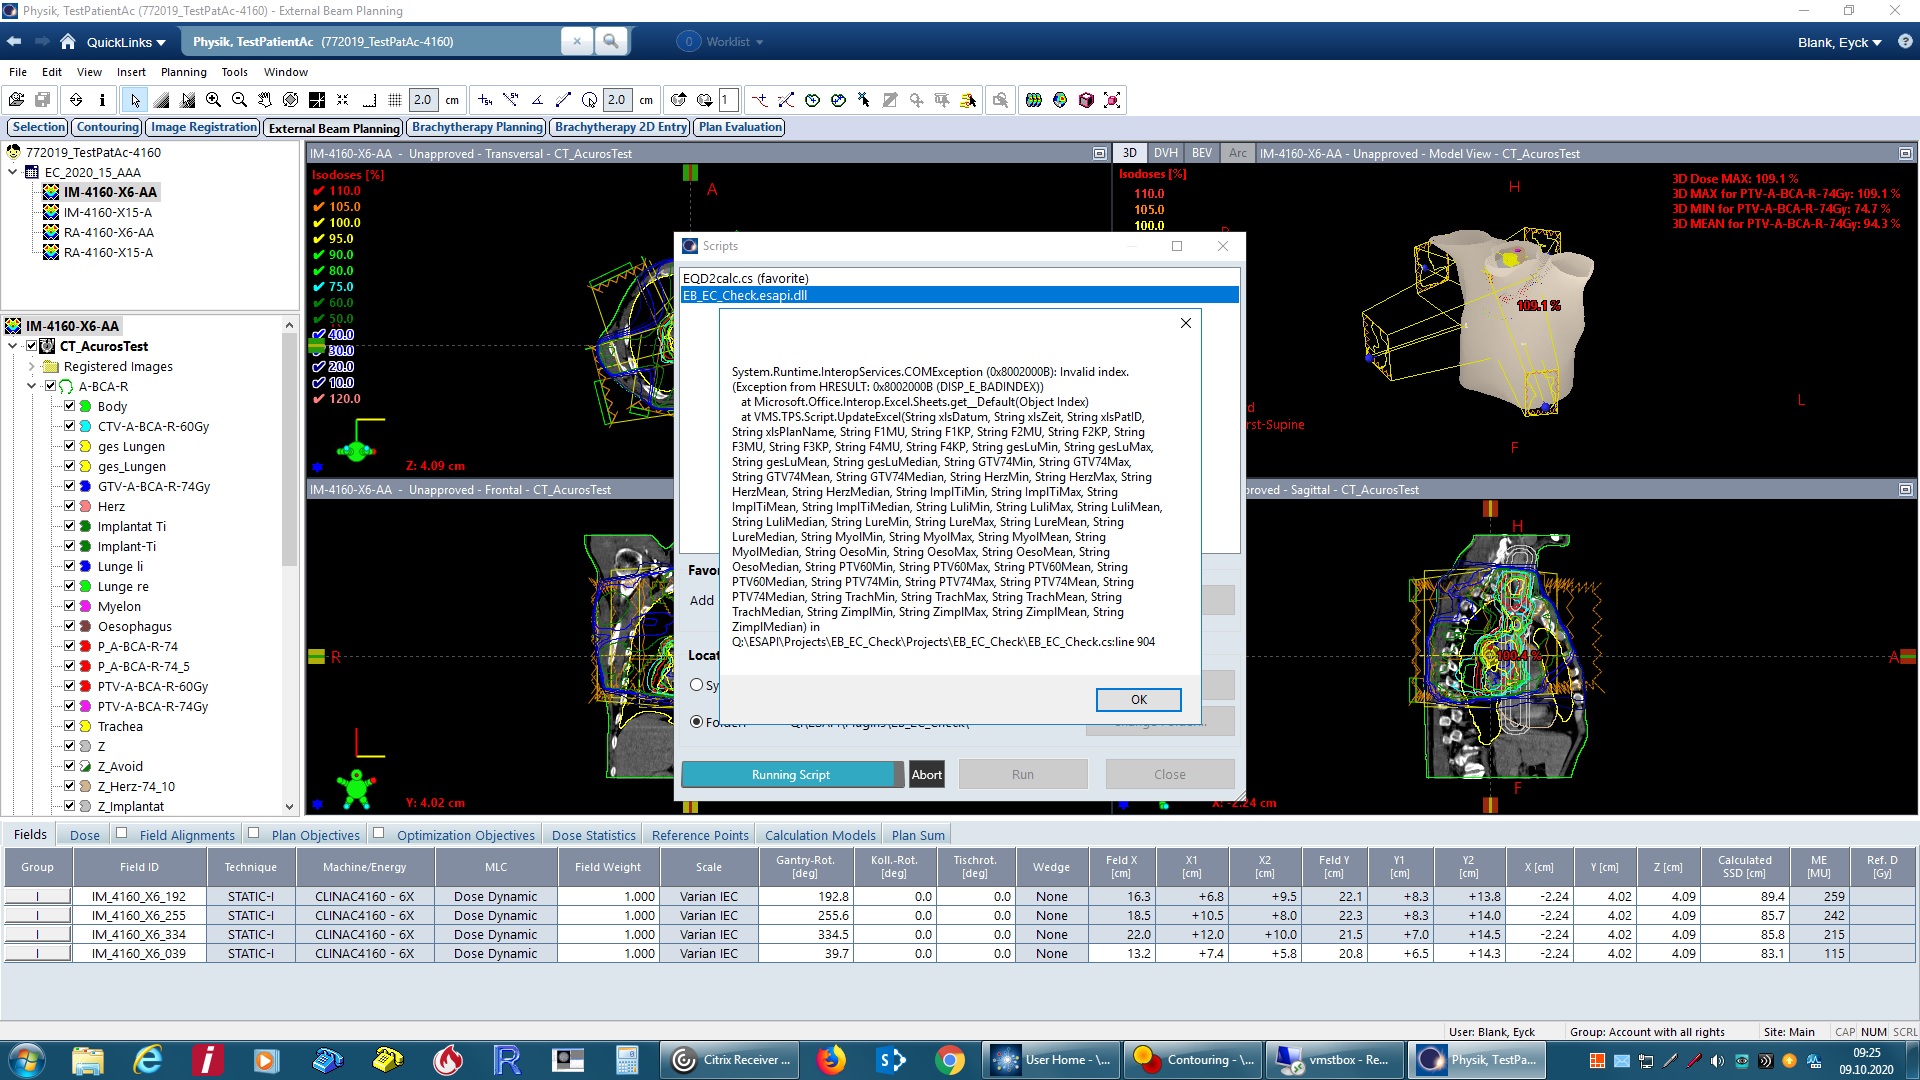 Physik, TestPatientAc (772019_TestPatAc-4160) - External Beam Planning
QuickLinks
Physik, TestPatientAc (772019_TestPatAc-4160)
0 Worklist
Blank, Eyck
File Edit View Insert Planning Tools Window
2.0 cm 2.0 cm 1
Selection Contouring Image Registration External Beam Planning Brachytherapy Planning Brachytherapy 2D Entry Plan Evaluation
772019_TestPatAc-4160
EC_2020_15_AAA
IM-4160-X6-AA
IM-4160-X15-A
RA-4160-X6-AA
RA-4160-X15-A
IM-4160-X6-AA
CT_AcurosTest
Registered Images
A-BCA-R
Body
CTV-A-BCA-R-60Gy
ges Lungen
ges_Lungen
GTV-A-BCA-R-74Gy
Herz
Implantat Ti
Implant-Ti
Lunge li
Lunge re
Myelon
Oesophagus
P_A-BCA-R-74
P_A-BCA-R-74_5
PTV-A-BCA-R-60Gy
PTV-A-BCA-R-74Gy
Trachea
Z
Z_Avoid
Z_Herz-74_10
Z_Implantat
IM-4160-X6-AA - Unapproved - Transversal - CT_AcurosTest
Isodoses [%]
110.0
105.0
100.0
95.0
90.0
80.0
75.0
60.0
50.0
40.0
30.0
20.0
10.0
120.0
A
Z: 4.09 cm
3D DVH BEV Arc IM-4160-X6-AA - Unapproved - Model View - CT_AcurosTest
Isodoses [%]
110.0
105.0
100.0
3D Dose MAX: 109.1 %
3D MAX for PTV-A-BCA-R-74Gy: 109.1 %
3D MIN for PTV-A-BCA-R-74Gy: 74.7 %
3D MEAN for PTV-A-BCA-R-74Gy: 94.3 %
H
109.1 %
L
rst-Supine
F
IM-4160-X6-AA - Unapproved - Frontal - CT_AcurosTest
R
Y: 4.02 cm
oved - Sagittal - CT_AcurosTest
H
100.4 %
A
F
X: -2.24 cm
Scripts
EQD2calc.cs (favorite)
EB_EC_Check.esapi.dll
System.Runtime.InteropServices.COMException (0x8002000B): Invalid index.
(Exception from HRESULT: 0x8002000B (DISP_E_BADINDEX))
at Microsoft.Office.Interop.Excel.Sheets.get__Default(Object Index)
at VMS.TPS.Script.UpdateExcel(String xlsDatum, String xlsZeit, String xlsPatID,
String xlsPlanName, String F1MU, String F1KP, String F2MU, String F2KP, String
F3MU, String F3KP, String F4MU, String F4KP, String gesLuMin, String gesLuMax,
String gesLuMean, String gesLuMedian, String GTV74Min, String GTV74Max,
String GTV74Mean, String GTV74Median, String HerzMin, String HerzMax, String
HerzMean, String HerzMedian, String ImplTiMin, String ImplTiMax, String
ImplTiMean, String ImplTiMedian, String LuliMin, String LuliMax, String LuliMean,
String LuliMedian, String LureMin, String LureMax, String LureMean, String
LureMedian, String MyolMin, String MyolMax, String MyolMean, String
MyolMedian, String OesoMin, String OesoMax, String OesoMean, String
OesoMedian, String PTV60Min, String PTV60Max, String PTV60Mean, String
PTV60Median, String PTV74Min, String PTV74Max, String PTV74Mean, String
PTV74Median, String TrachMin, String TrachMax, String TrachMean, String
TrachMedian, String ZimplMin, String ZimplMax, String ZimplMean, String
ZimplMedian) in
Q:\ESAPI\Projects\EB_EC_Check\Projects\EB_EC_Check\EB_EC_Check.cs:line 904
OK
Favor
Add
Locat
Sy
Running Script Abort Run Close
Fields Dose Field Alignments Plan Objectives Optimization Objectives Dose Statistics Reference Points Calculation Models Plan Sum
Group Field ID Technique Machine/Energy MLC Field Weight Scale Gantry-Rot. [deg] Koll.-Rot. [deg] Tischrot. [deg] Wedge Feld X [cm] X1 [cm] X2 [cm] Feld Y [cm] Y1 [cm] Y2 [cm] X [cm] Y [cm] Z [cm] Calculated SSD [cm] ME [MU] Ref. D [Gy]
I IM_4160_X6_192 STATIC-I CLINAC4160 - 6X Dose Dynamic 1.000 Varian IEC 192.8 0.0 0.0 None 16.3 +6.8 +9.5 22.1 +8.3 +13.8 -2.24 4.02 4.09 89.4 259
I IM_4160_X6_255 STATIC-I CLINAC4160 - 6X Dose Dynamic 1.000 Varian IEC 255.6 0.0 0.0 None 18.5 +10.5 +8.0 22.3 +8.3 +14.0 -2.24 4.02 4.09 85.7 242
I IM_4160_X6_334 STATIC-I CLINAC4160 - 6X Dose Dynamic 1.000 Varian IEC 334.5 0.0 0.0 None 22.0 +12.0 +10.0 21.5 +7.0 +14.5 -2.24 4.02 4.09 85.8 215
I IM_4160_X6_039 STATIC-I CLINAC4160 - 6X Dose Dynamic 1.000 Varian IEC 39.7 0.0 0.0 None 13.2 +7.4 +5.8 20.8 +6.5 +14.3 -2.24 4.02 4.09 83.1 115
User: Blank, Eyck Group: Account with all rights Site: Main CAP NUM SCRL
Citrix Receiver ... User Home - \... Contouring - \... vmstbox - Re... Physik, TestPa...
09:25
09.10.2020